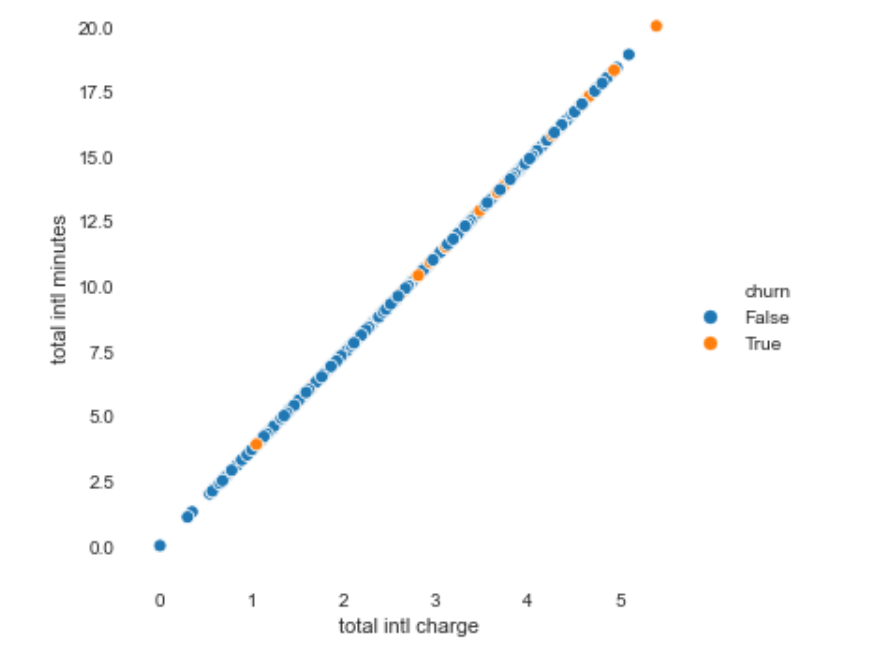 20.0
17.5
15.0
12.5
10.0
7.5
5.0
2.5
0.0
total intl minutes
0 1 2 3 4 5
total intl charge
churn
False
True